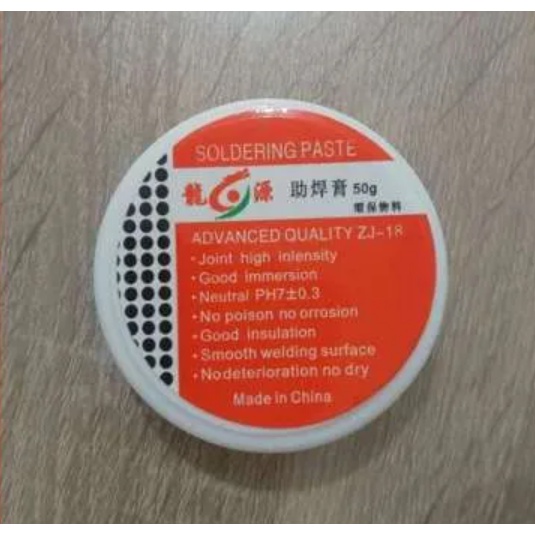 SOLDERING PASTE
龍 源 助焊膏 50g
環保物料
ADVANCED QUALITY ZJ-18
·Joint high inlensity
·Good immersion
·Neutral PH7±0.3
·No poison no orrosion
·Good insulation
·Smooth welding surface
·Nodeterioration no dry
Made in China